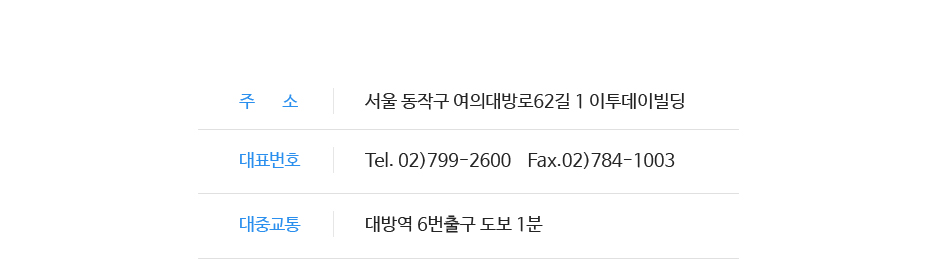 주 소 서울 동작구 여의대방로62길 1 이투데이빌딩
대표번호 Tel. 02)799-2600 Fax.02)784-1003
대중교통 대방역 6번출구 도보 1분